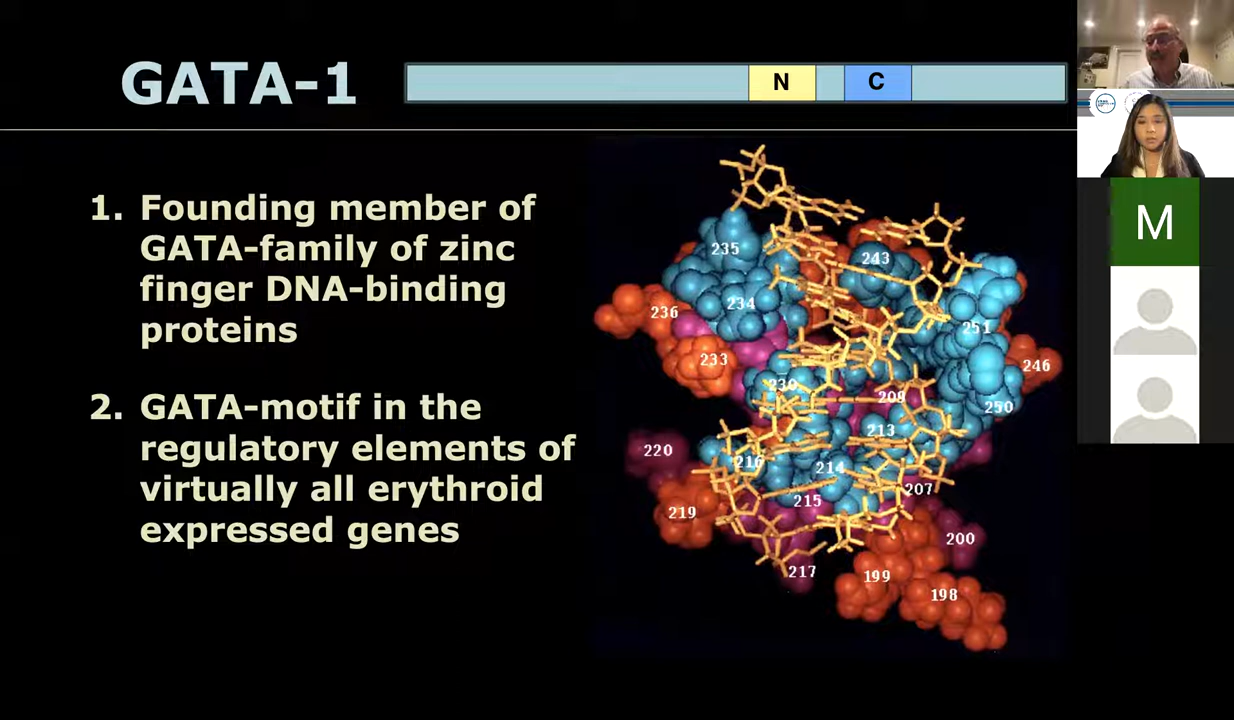 GATA-1
N C
1. Founding member of
GATA-family of zinc
finger DNA-binding
proteins
2. GATA-motif in the
regulatory elements of
virtually all erythroid
expressed genes
235
243
234
236
251
233
246
230
209
250
213
220
216
214
207
215
219
200
217
199
198
M